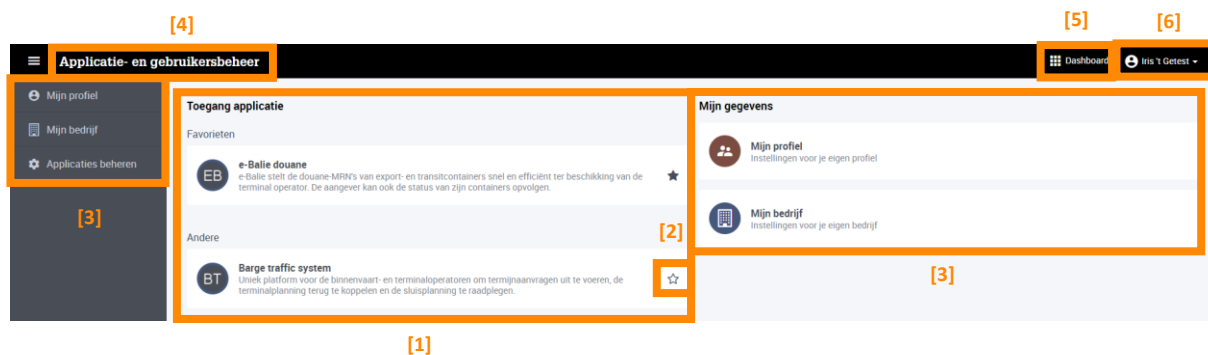 [4]
[5]
[6]
Applicatie- en gebruikersbeheer
Dashboard
Iris 't Getest
Mijn profiel
Mijn bedrijf
Applicaties beheren
[3]
Toegang applicatie
Favorieten
EB
e-Balie douane
e-Balie stelt de douane-MRN's van export- en transitcontainers snel en efficiënt ter beschikking van de
terminal operator. De aangever kan ook de status van zijn containers opvolgen.
[2]
Andere
BT
Barge traffic system
Uniek platform voor de binnenvaart- en terminaloperatoren om termijnaanvragen uit te voeren, de
terminalplanning terug te koppelen en de sluisplanning te raadplegen.
[1]
Mijn gegevens
Mijn profiel
Instellingen voor je eigen profiel
Mijn bedrijf
Instellingen voor je eigen bedrijf
[3]